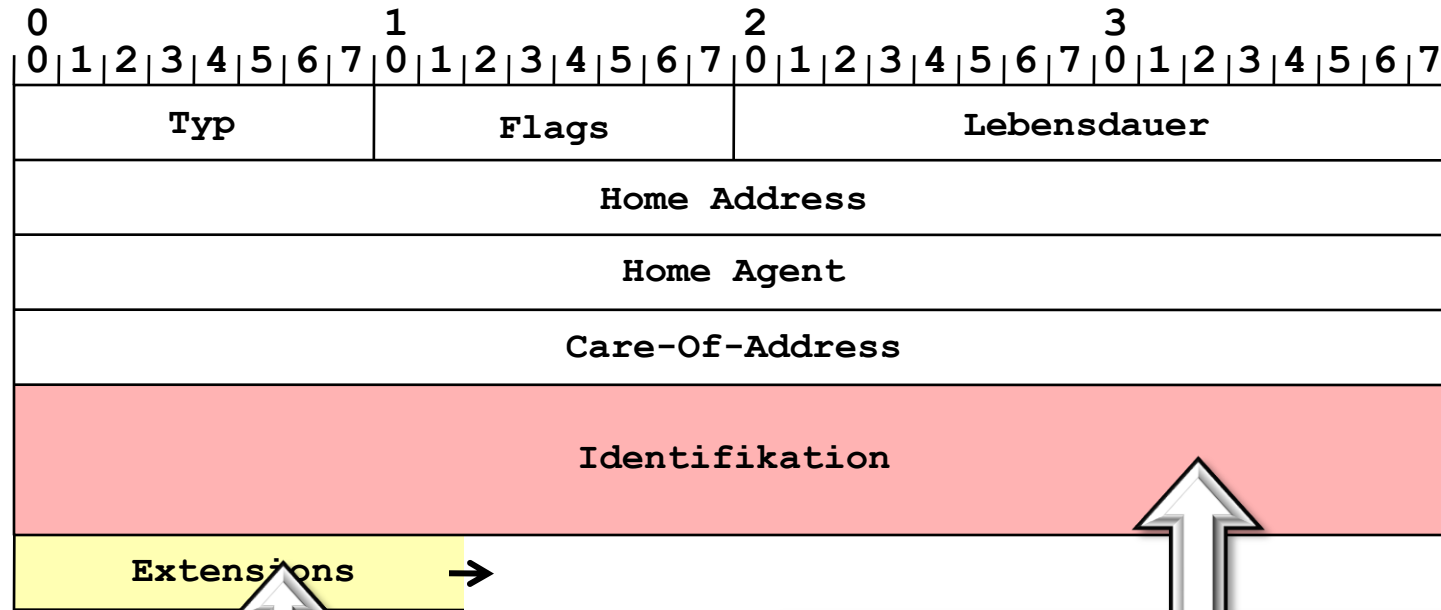 0 1 2 3
0|1|2|3|4|5|6|7|0|1|2|3|4|5|6|7|0|1|2|3|4|5|6|7|0|1|2|3|4|5|6|7
Typ Flags Lebensdauer
Home Address
Home Agent
Care-Of-Address
Identifikation
Extensions